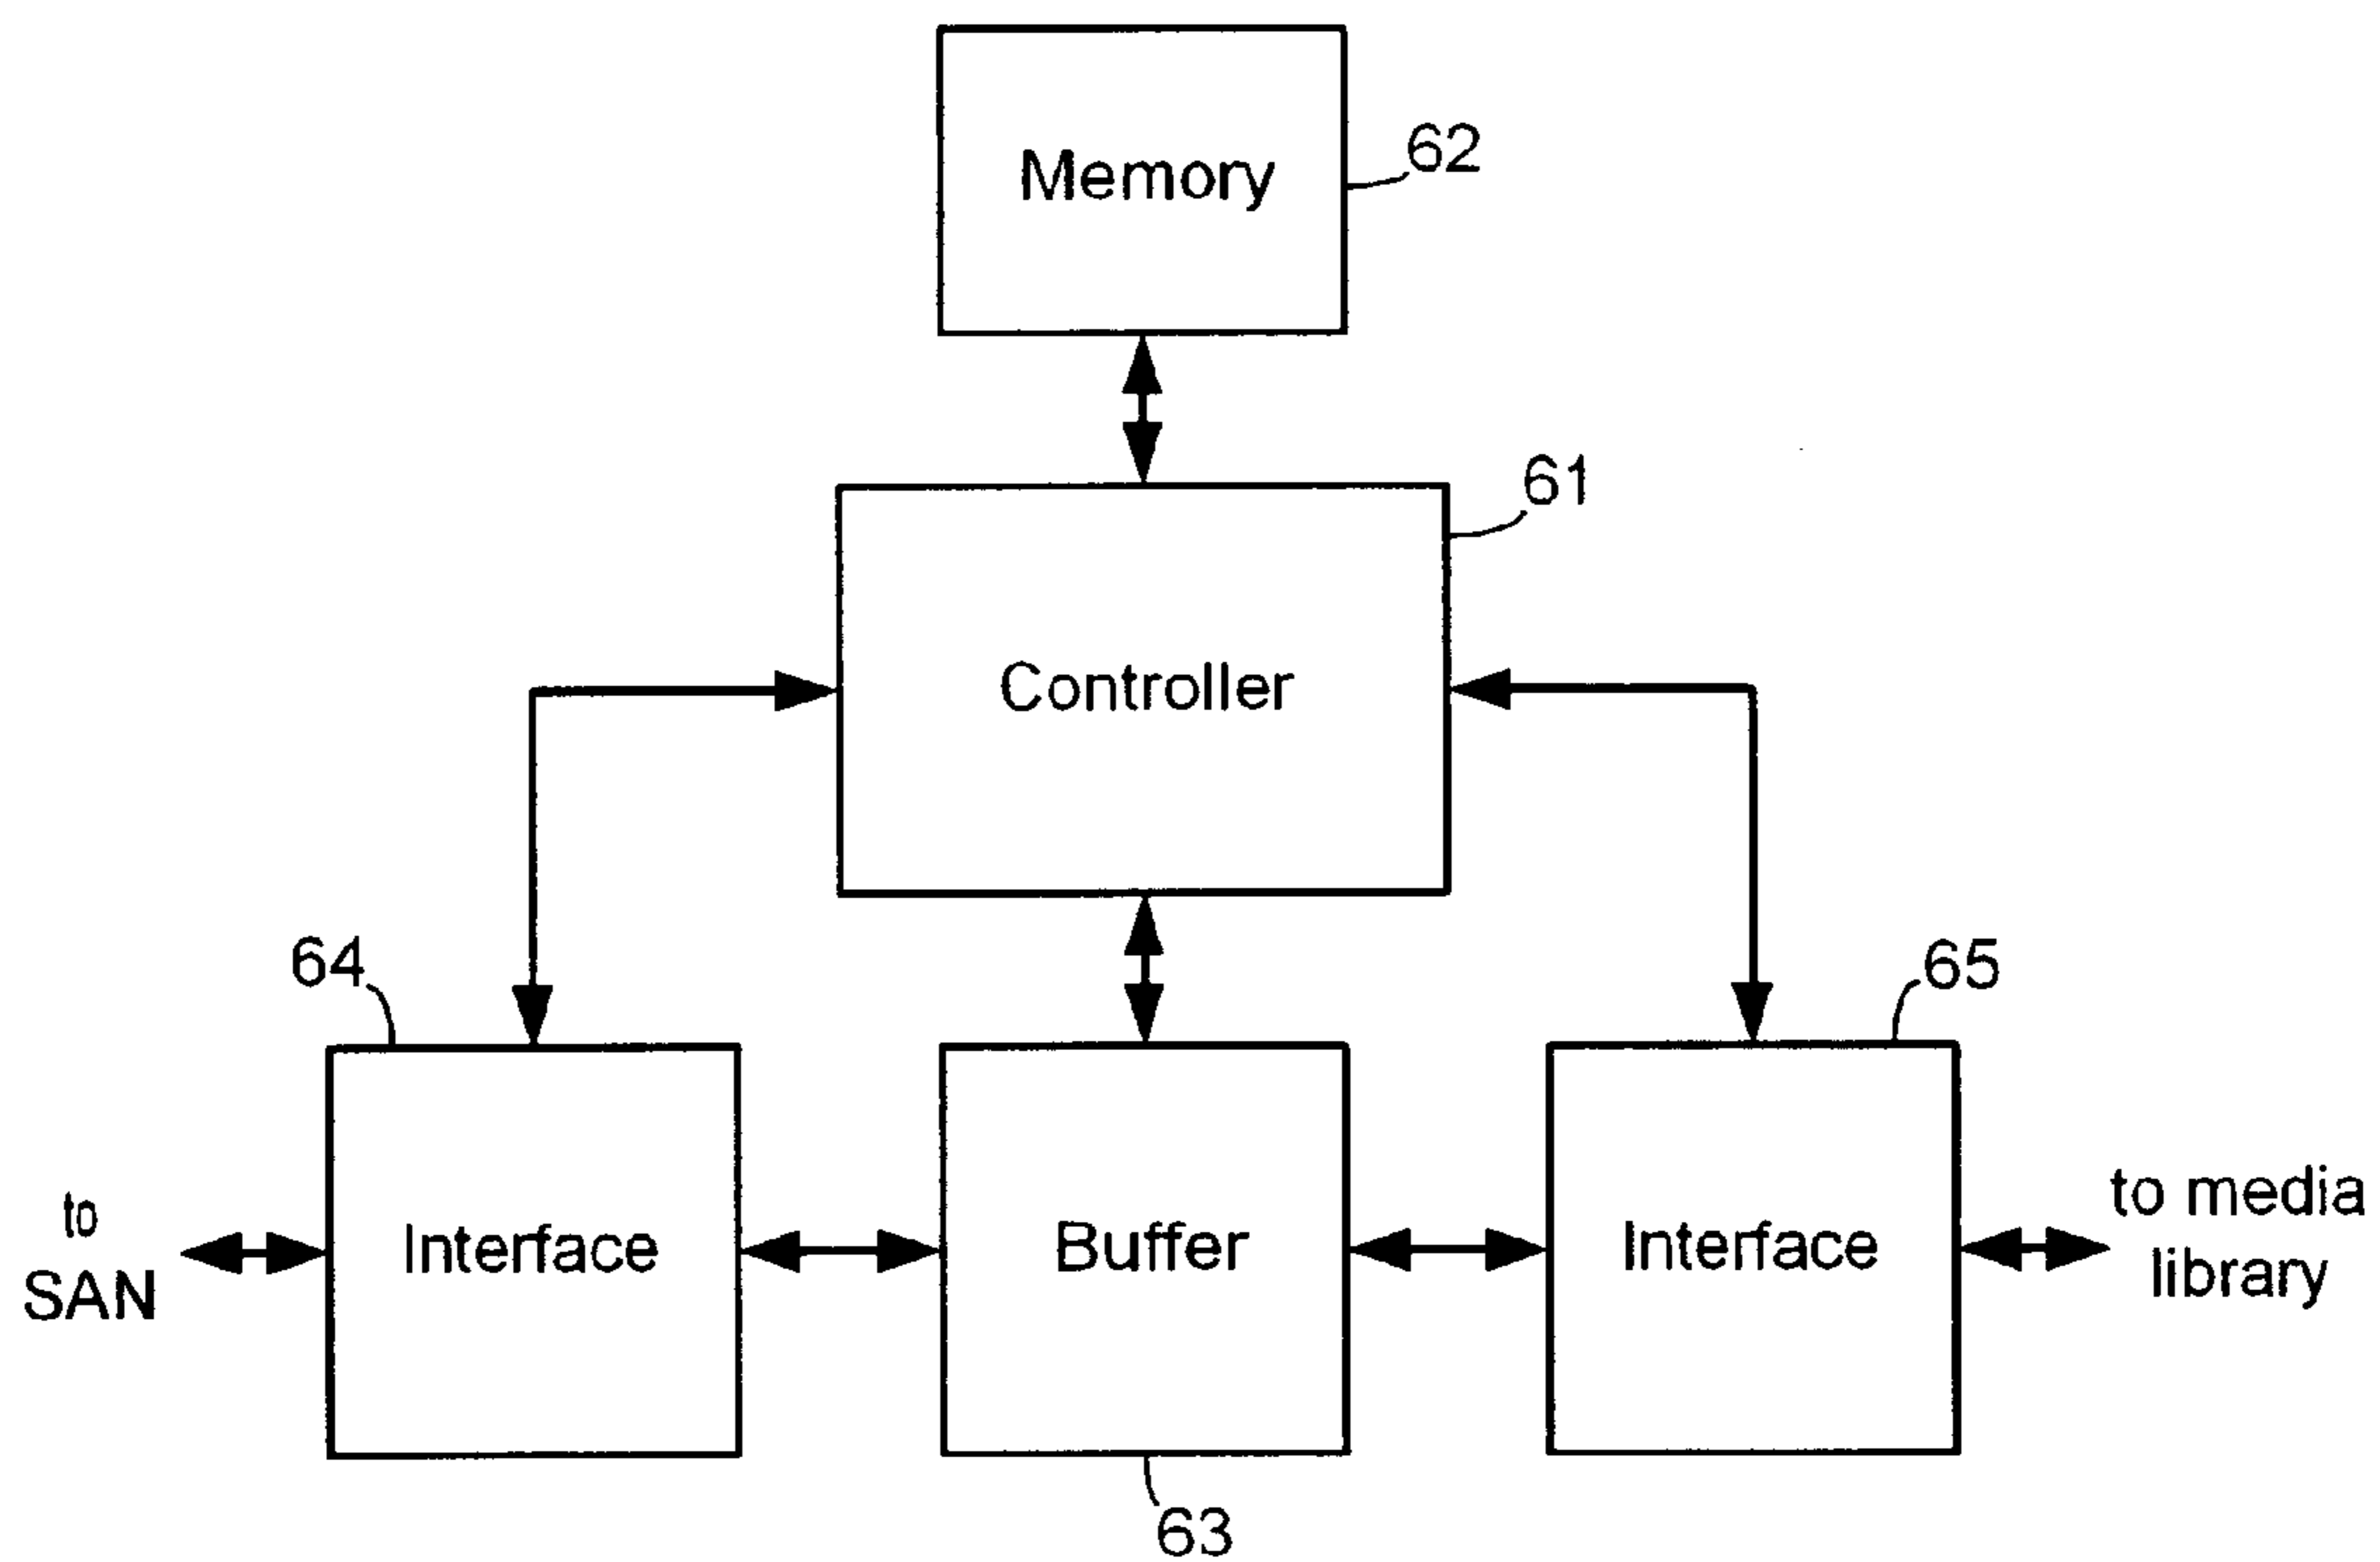 Memory
62
61
Controller
64
65
to
SAN
Interface
Buffer
Interface
to media
library
63